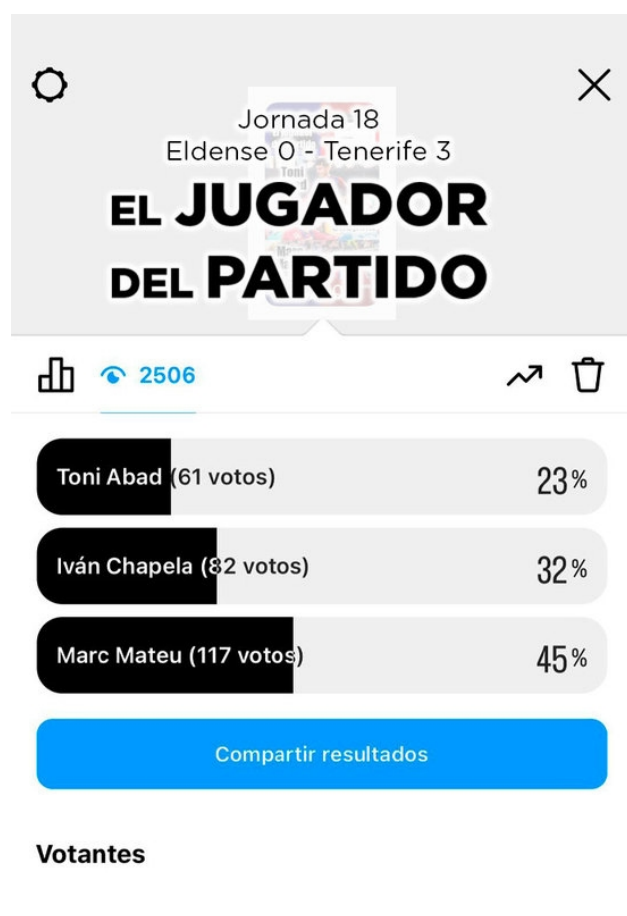 Jornada 18
Eldense 0 - Tenerife 3
EL JUGADOR
DEL PARTIDO
2506
Toni Abad (61 votos) 23%
Iván Chapela (82 votos) 32%
Marc Mateu (117 votos) 45%
Compartir resultados
Votantes